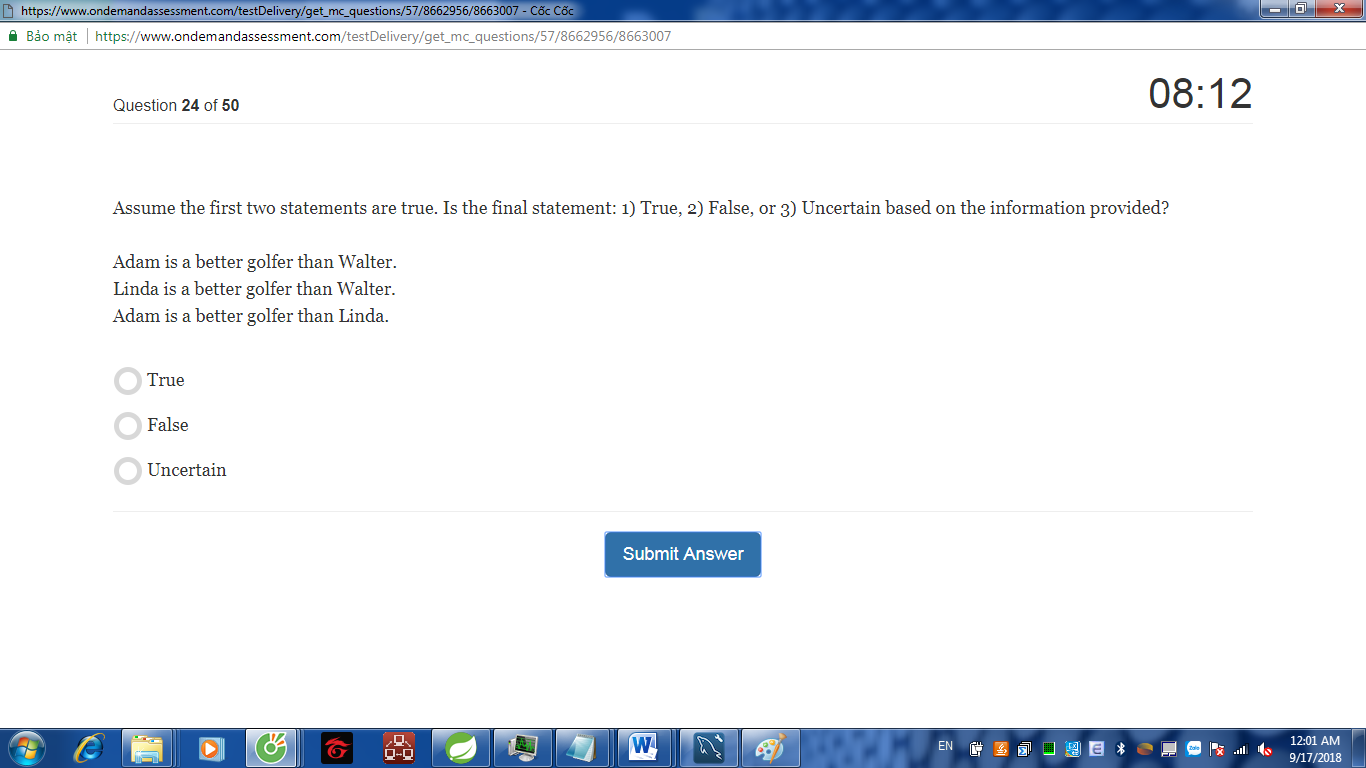 https://www.ondemandassessment.com/testDelivery/get_mc_questions/57/8662956/8663007 - Cốc Cốc
Bảo mật
https://www.ondemandassessment.com/testDelivery/get_mc_questions/57/8662956/8663007
08:12
Question 24 of 50
Assume the first two statements are true. Is the final statement: 1) True, 2) False, or 3) Uncertain based on the information provided?
Adam is a better golfer than Walter.
Linda is a better golfer than Walter.
Adam is a better golfer than Linda.
True
False
Uncertain
Submit Answer
EN
12:01 AM
9/17/2018